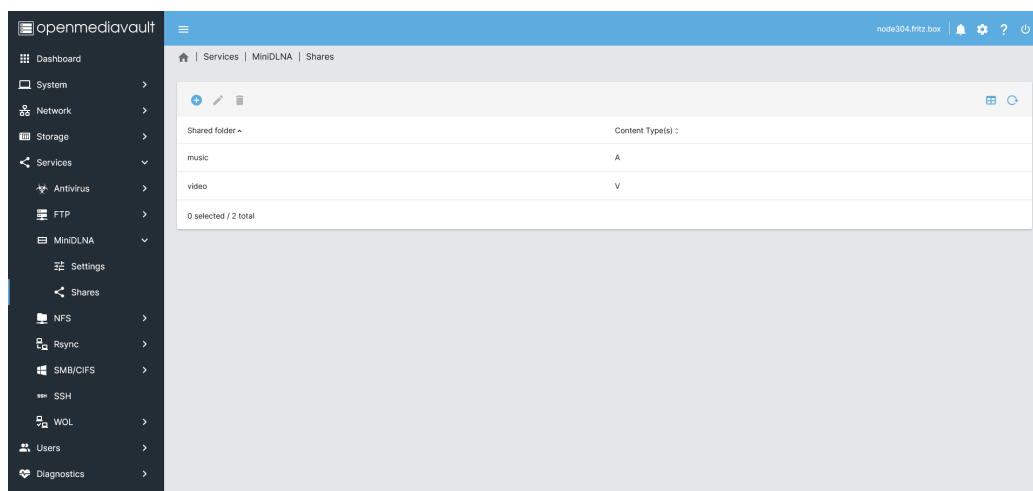 openmediavault
node304.fritz.box
Dashboard
System
Network
Storage
Services
Antivirus
FTP
MiniDLNA
Settings
Shares
NFS
Rsync
SMB/CIFS
SSH SSH
WOL
Users
Diagnostics
| Services | MiniDLNA | Shares
Shared folder Content Type(s)
music A
video V
0 selected / 2 total